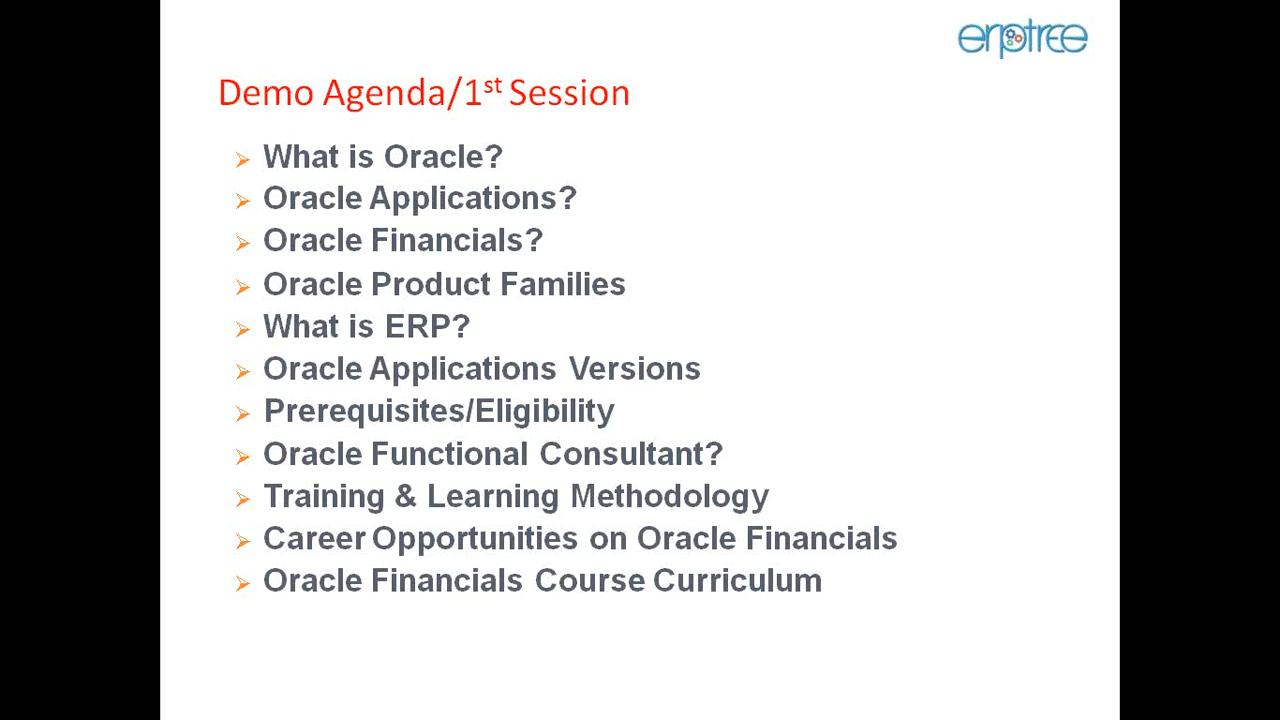 erptree
Demo Agenda/1st Session
What is Oracle?
Oracle Applications?
Oracle Financials?
Oracle Product Families
What is ERP?
Oracle Applications Versions
Prerequisites/Eligibility
Oracle Functional Consultant?
Training & Learning Methodology
Career Opportunities on Oracle Financials
Oracle Financials Course Curriculum